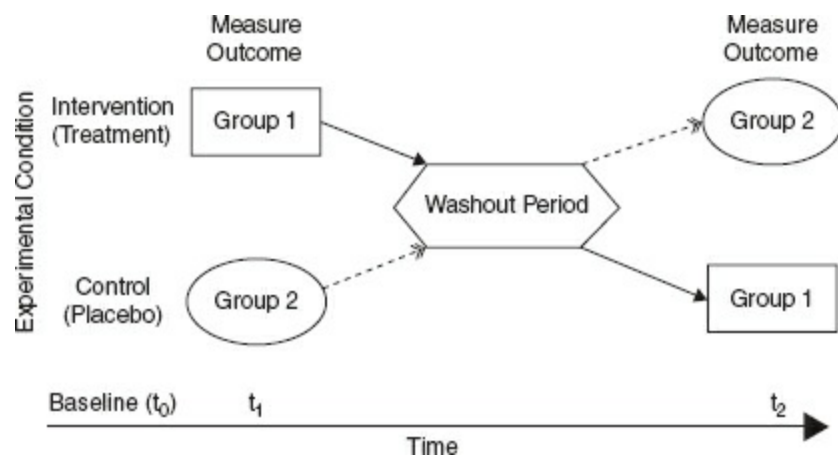 Measure
Outcome
Measure
Outcome
Experimental Condition
Intervention
(Treatment)
Group 1
Group 2
Washout Period
Control
(Placebo)
Group 2
Group 1
Baseline (t0)
t1
t2
Time